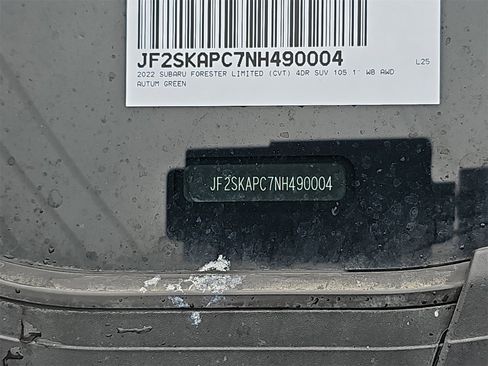 JF2SKAPC7NH490004
L25
2022 SUBARU FORESTER LIMITED (CVT) 4DR SUV 105.1" WB AWD
AUTUM GREEN
JF2SKAPC7NH490004